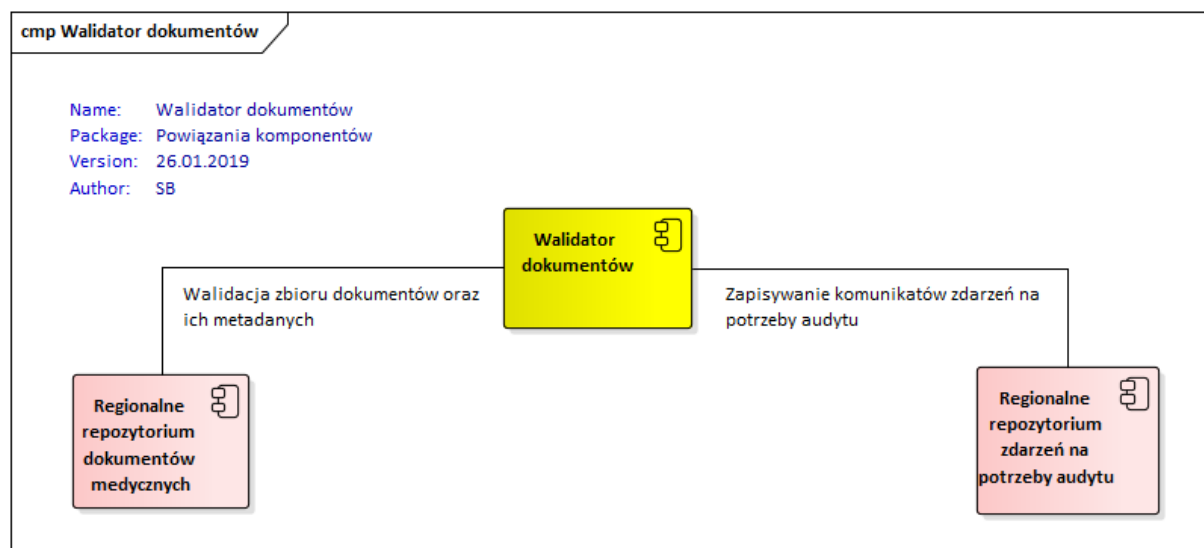 cmp Walidator dokumentów
Name: Walidator dokumentów
Package: Powiązania komponentów
Version: 26.01.2019
Author: SB
Walidator
dokumentów
Walidacja zbioru dokumentów oraz
ich metadanych
Zapisywanie komunikatów zdarzeń na
potrzeby audytu
Regionalne
repozytorium
dokumentów
medycznych
Regionalne
repozytorium
zdarzeń na
potrzeby audytu